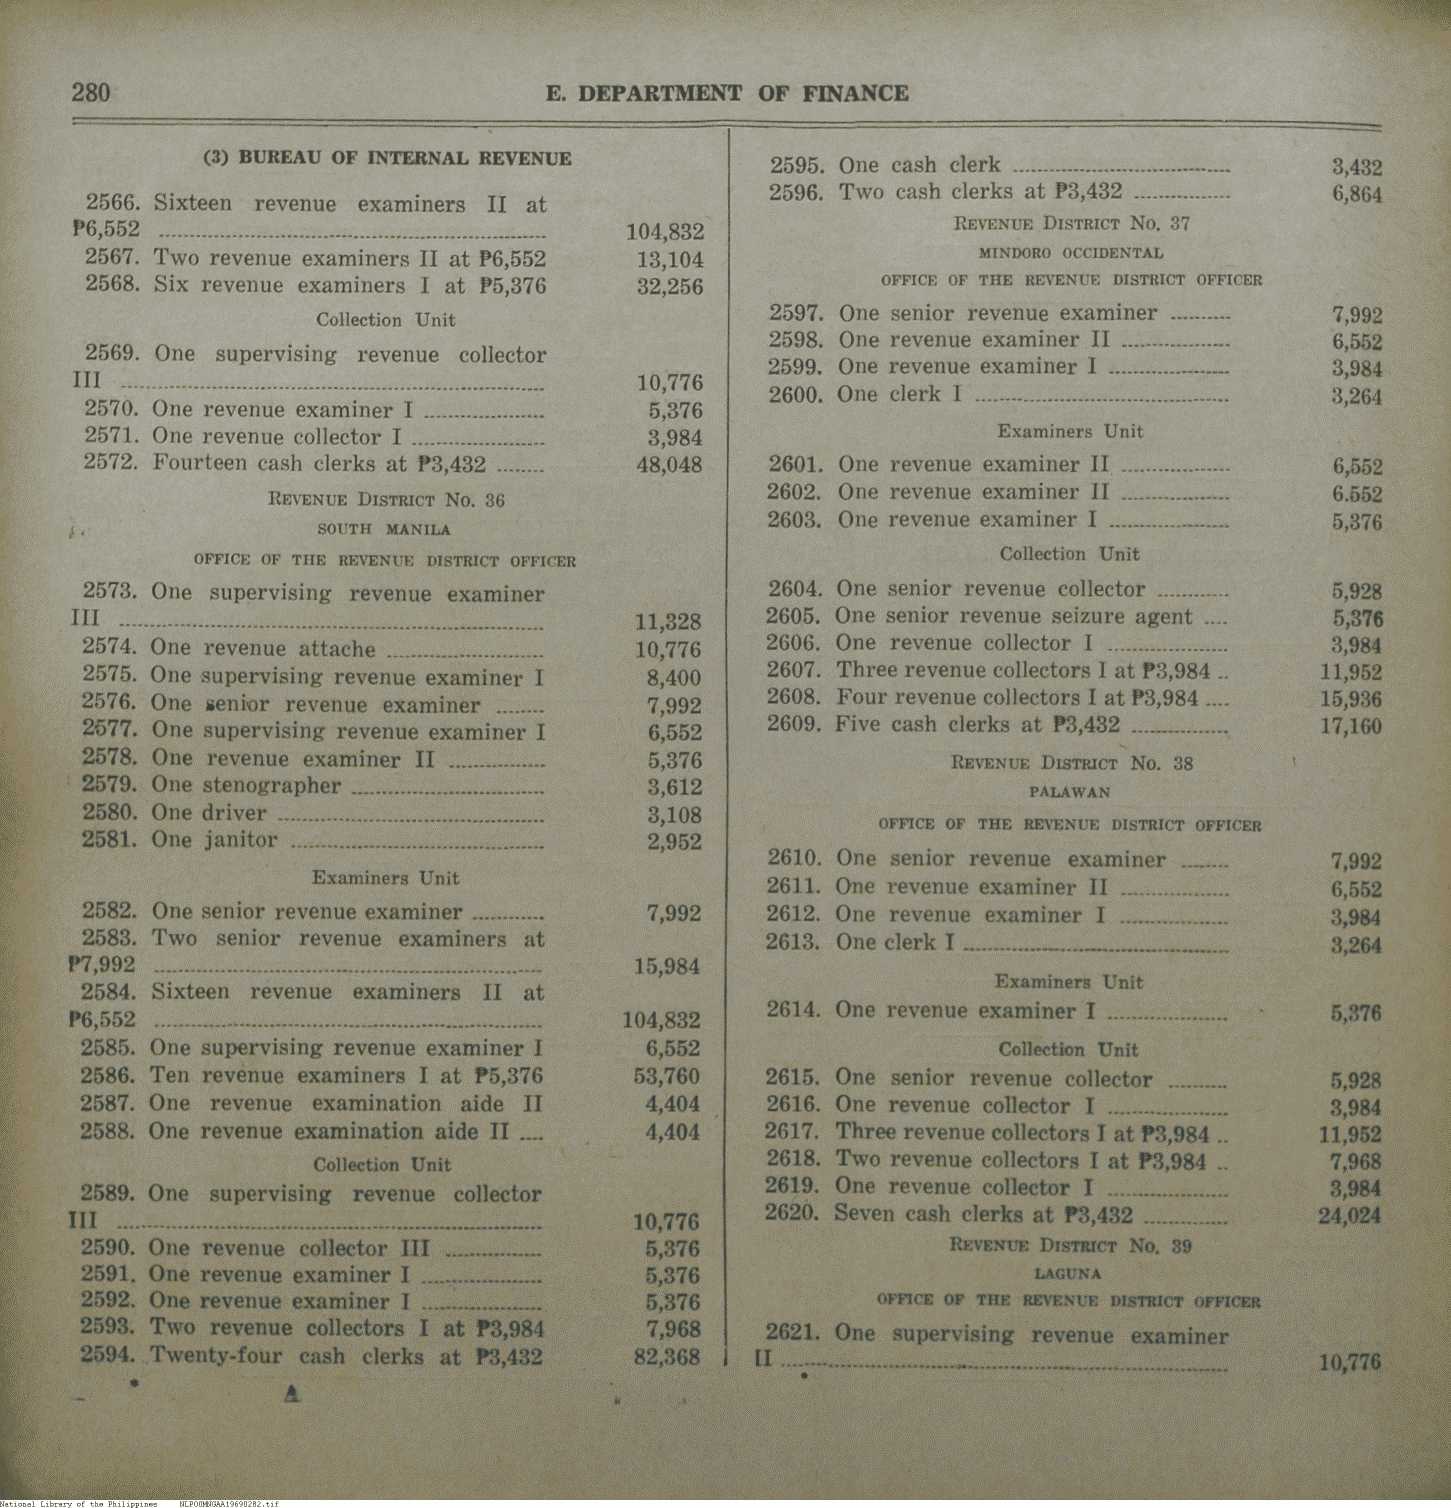 280
E. DEPARTMENT OF FINANCE
(3) BUREAU OF INTERNAL REVENUE
2566. Sixteen revenue examiners II at
₱6,552 ........ 104,832
2567. Two revenue examiners II at ₱6,552 13,104
2568. Six revenue examiners I at ₱5,376 32,256
Collection Unit
2569. One supervising revenue collector
III ........ 10,776
2570. One revenue examiner I ........ 5,376
2571. One revenue collector I ........ 3,984
2572. Fourteen cash clerks at ₱3,432 ........ 48,048
REVENUE DISTRICT NO. 36
SOUTH MANILA
OFFICE OF THE REVENUE DISTRICT OFFICER
2573. One supervising revenue examiner
III ........ 11,328
2574. One revenue attache ........ 10,776
2575. One supervising revenue examiner I 8,400
2576. One senior revenue examiner ........ 7,992
2577. One supervising revenue examiner I 6,552
2578. One revenue examiner II ........ 5,376
2579. One stenographer ........ 3,612
2580. One driver ........ 3,108
2581. One janitor ........ 2,952
Examiners Unit
2582. One senior revenue examiner ........ 7,992
2583. Two senior revenue examiners at
₱7,992 ........ 15,984
2584. Sixteen revenue examiners II at
₱6,552 ........ 104,832
2585. One supervising revenue examiner I 6,552
2586. Ten revenue examiners I at ₱5,376 53,760
2587. One revenue examination aide II 4,404
2588. One revenue examination aide II .... 4,404
Collection Unit
2589. One supervising revenue collector
III ........ 10,776
2590. One revenue collector III ........ 5,376
2591. One revenue examiner I ........ 5,376
2592. One revenue examiner I ........ 5,376
2593. Two revenue collectors I at ₱3,984 7,968
2594. Twenty-four cash clerks at ₱3,432 82,368
2595. One cash clerk ........ 3,432
2596. Two cash clerks at ₱3,432 ........ 6,864
REVENUE DISTRICT NO. 37
MINDORO OCCIDENTAL
OFFICE OF THE REVENUE DISTRICT OFFICER
2597. One senior revenue examiner ........ 7,992
2598. One revenue examiner II ........ 6,552
2599. One revenue examiner I ........ 3,984
2600. One clerk I ........ 3,264
Examiners Unit
2601. One revenue examiner II ........ 6,552
2602. One revenue examiner II ........ 6.552
2603. One revenue examiner I ........ 5,376
Collection Unit
2604. One senior revenue collector ........ 5,928
2605. One senior revenue seizure agent .... 5,376
2606. One revenue collector I ........ 3,984
2607. Three revenue collectors I at ₱3,984 .. 11,952
2608. Four revenue collectors I at ₱3,984 .... 15,936
2609. Five cash clerks at ₱3,432 ........ 17,160
REVENUE DISTRICT NO. 38
PALAWAN
OFFICE OF THE REVENUE DISTRICT OFFICER
2610. One senior revenue examiner ........ 7,992
2611. One revenue examiner II ........ 6,552
2612. One revenue examiner I ........ 3,984
2613. One clerk I ........ 3,264
Examiners Unit
2614. One revenue examiner I ........ 5,376
Collection Unit
2615. One senior revenue collector ........ 5,928
2616. One revenue collector I ........ 3,984
2617. Three revenue collectors I at ₱3,984 .. 11,952
2618. Two revenue collectors I at ₱3,984 .. 7,968
2619. One revenue collector I ........ 3,984
2620. Seven cash clerks at ₱3,432 ........ 24,024
REVENUE DISTRICT NO. 39
LAGUNA
OFFICE OF THE REVENUE DISTRICT OFFICER
2621. One supervising revenue examiner
II ........ 10,776
National Library of the Philippines NLPO0MNGAA19690282.tif